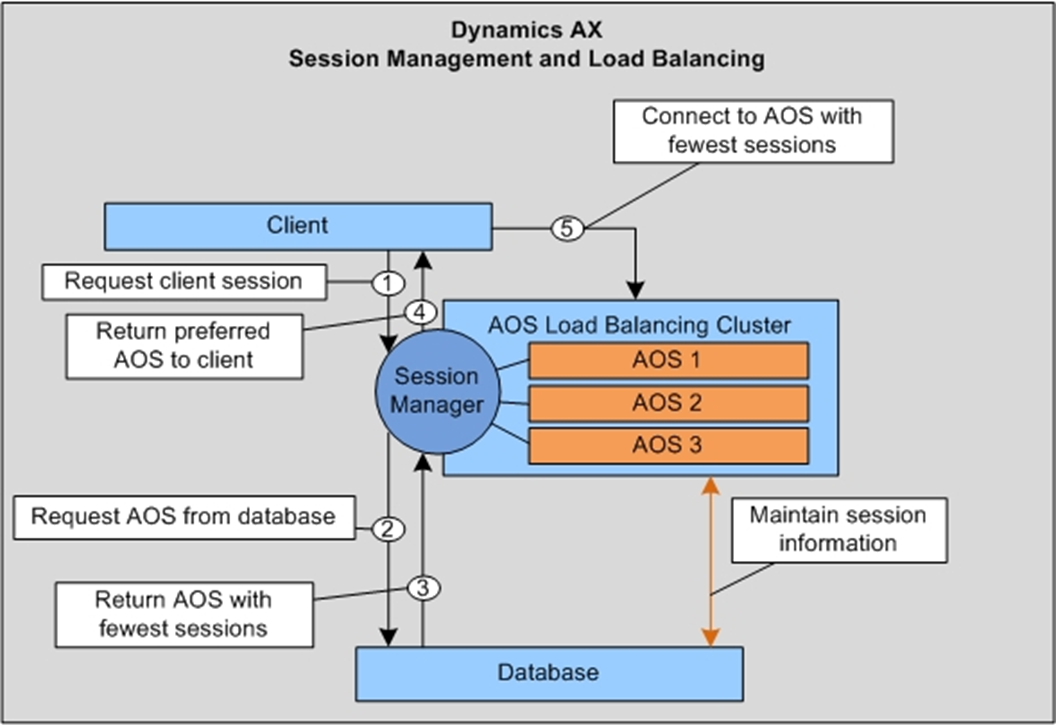 Dynamics AX
Session Management and Load Balancing
Connect to AOS with
fewest sessions
Client
5
Request client session
1
4
Return preferred
AOS to client
AOS Load Balancing Cluster
AOS 1
Session
Manager
AOS 2
AOS 3
Request AOS from database
2
Maintain session
information
3
Return AOS with
fewest sessions
Database